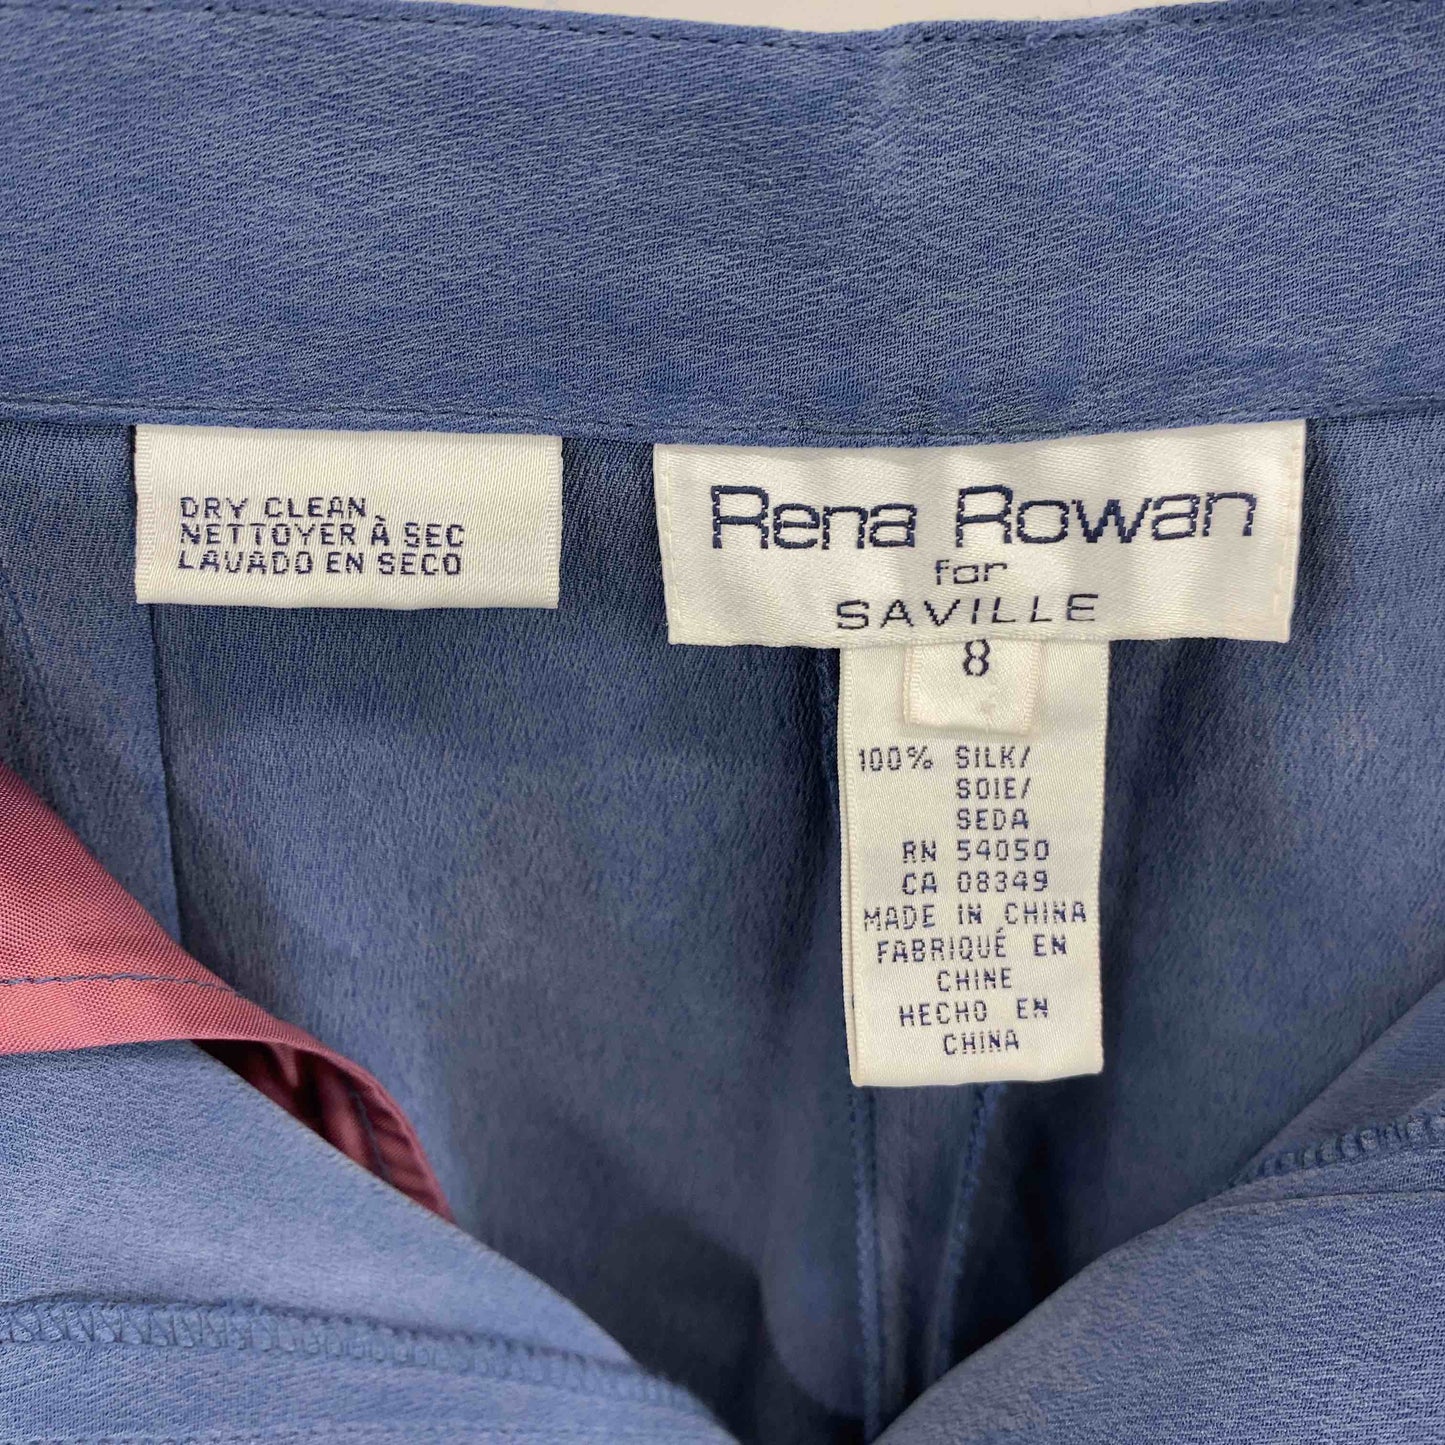 DRY CLEAN
NETTOYER À SEC
LAVADO EN SECO
Rena Rowan
for
SAVILLE
8
100% SILK/
SOIE/
SEDA
RN 54050
CA 08349
MADE IN CHINA
FABRIQUÉ EN
CHINE
HECHO EN
CHINA